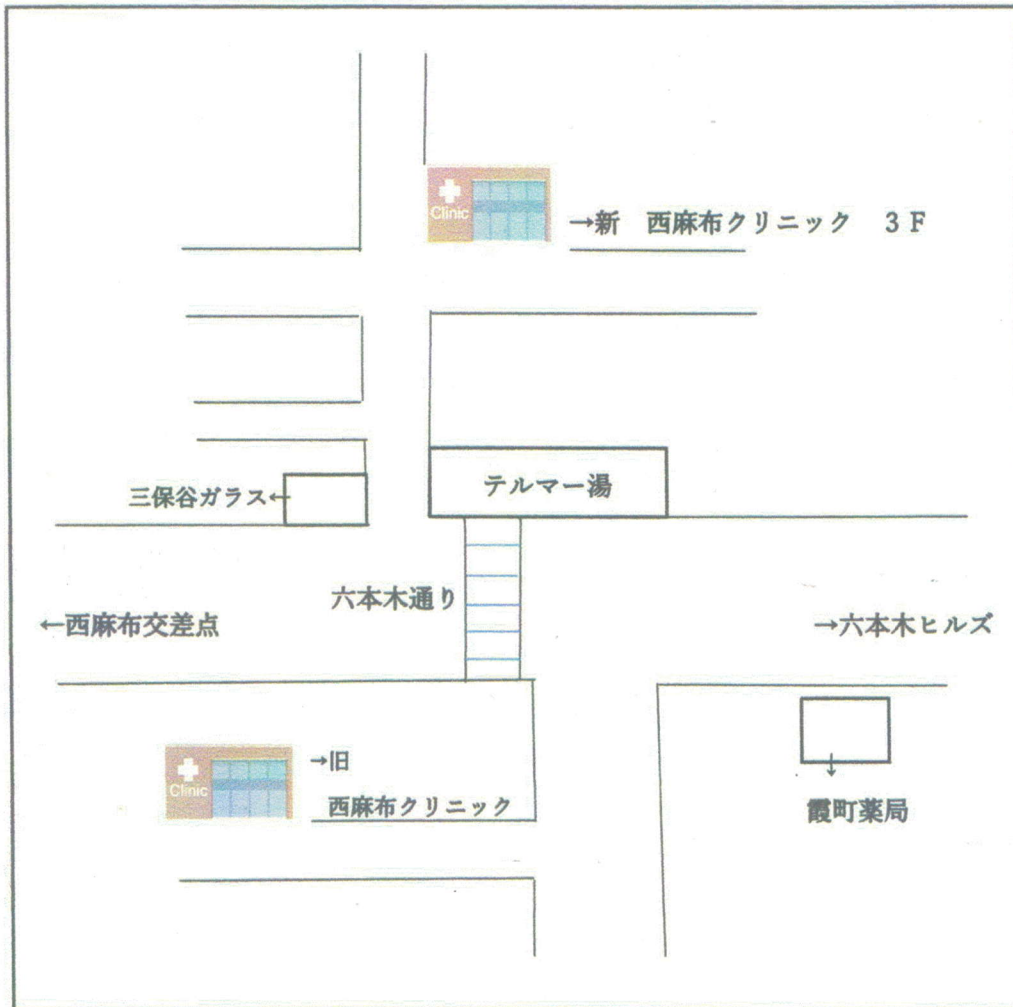 Clinic
→新 西麻布クリニック 3F
三保谷ガラス←
テルマー湯
六本木通り
←西麻布交差点
→六本木ヒルズ
Clinic
→旧
西麻布クリニック
霞町薬局